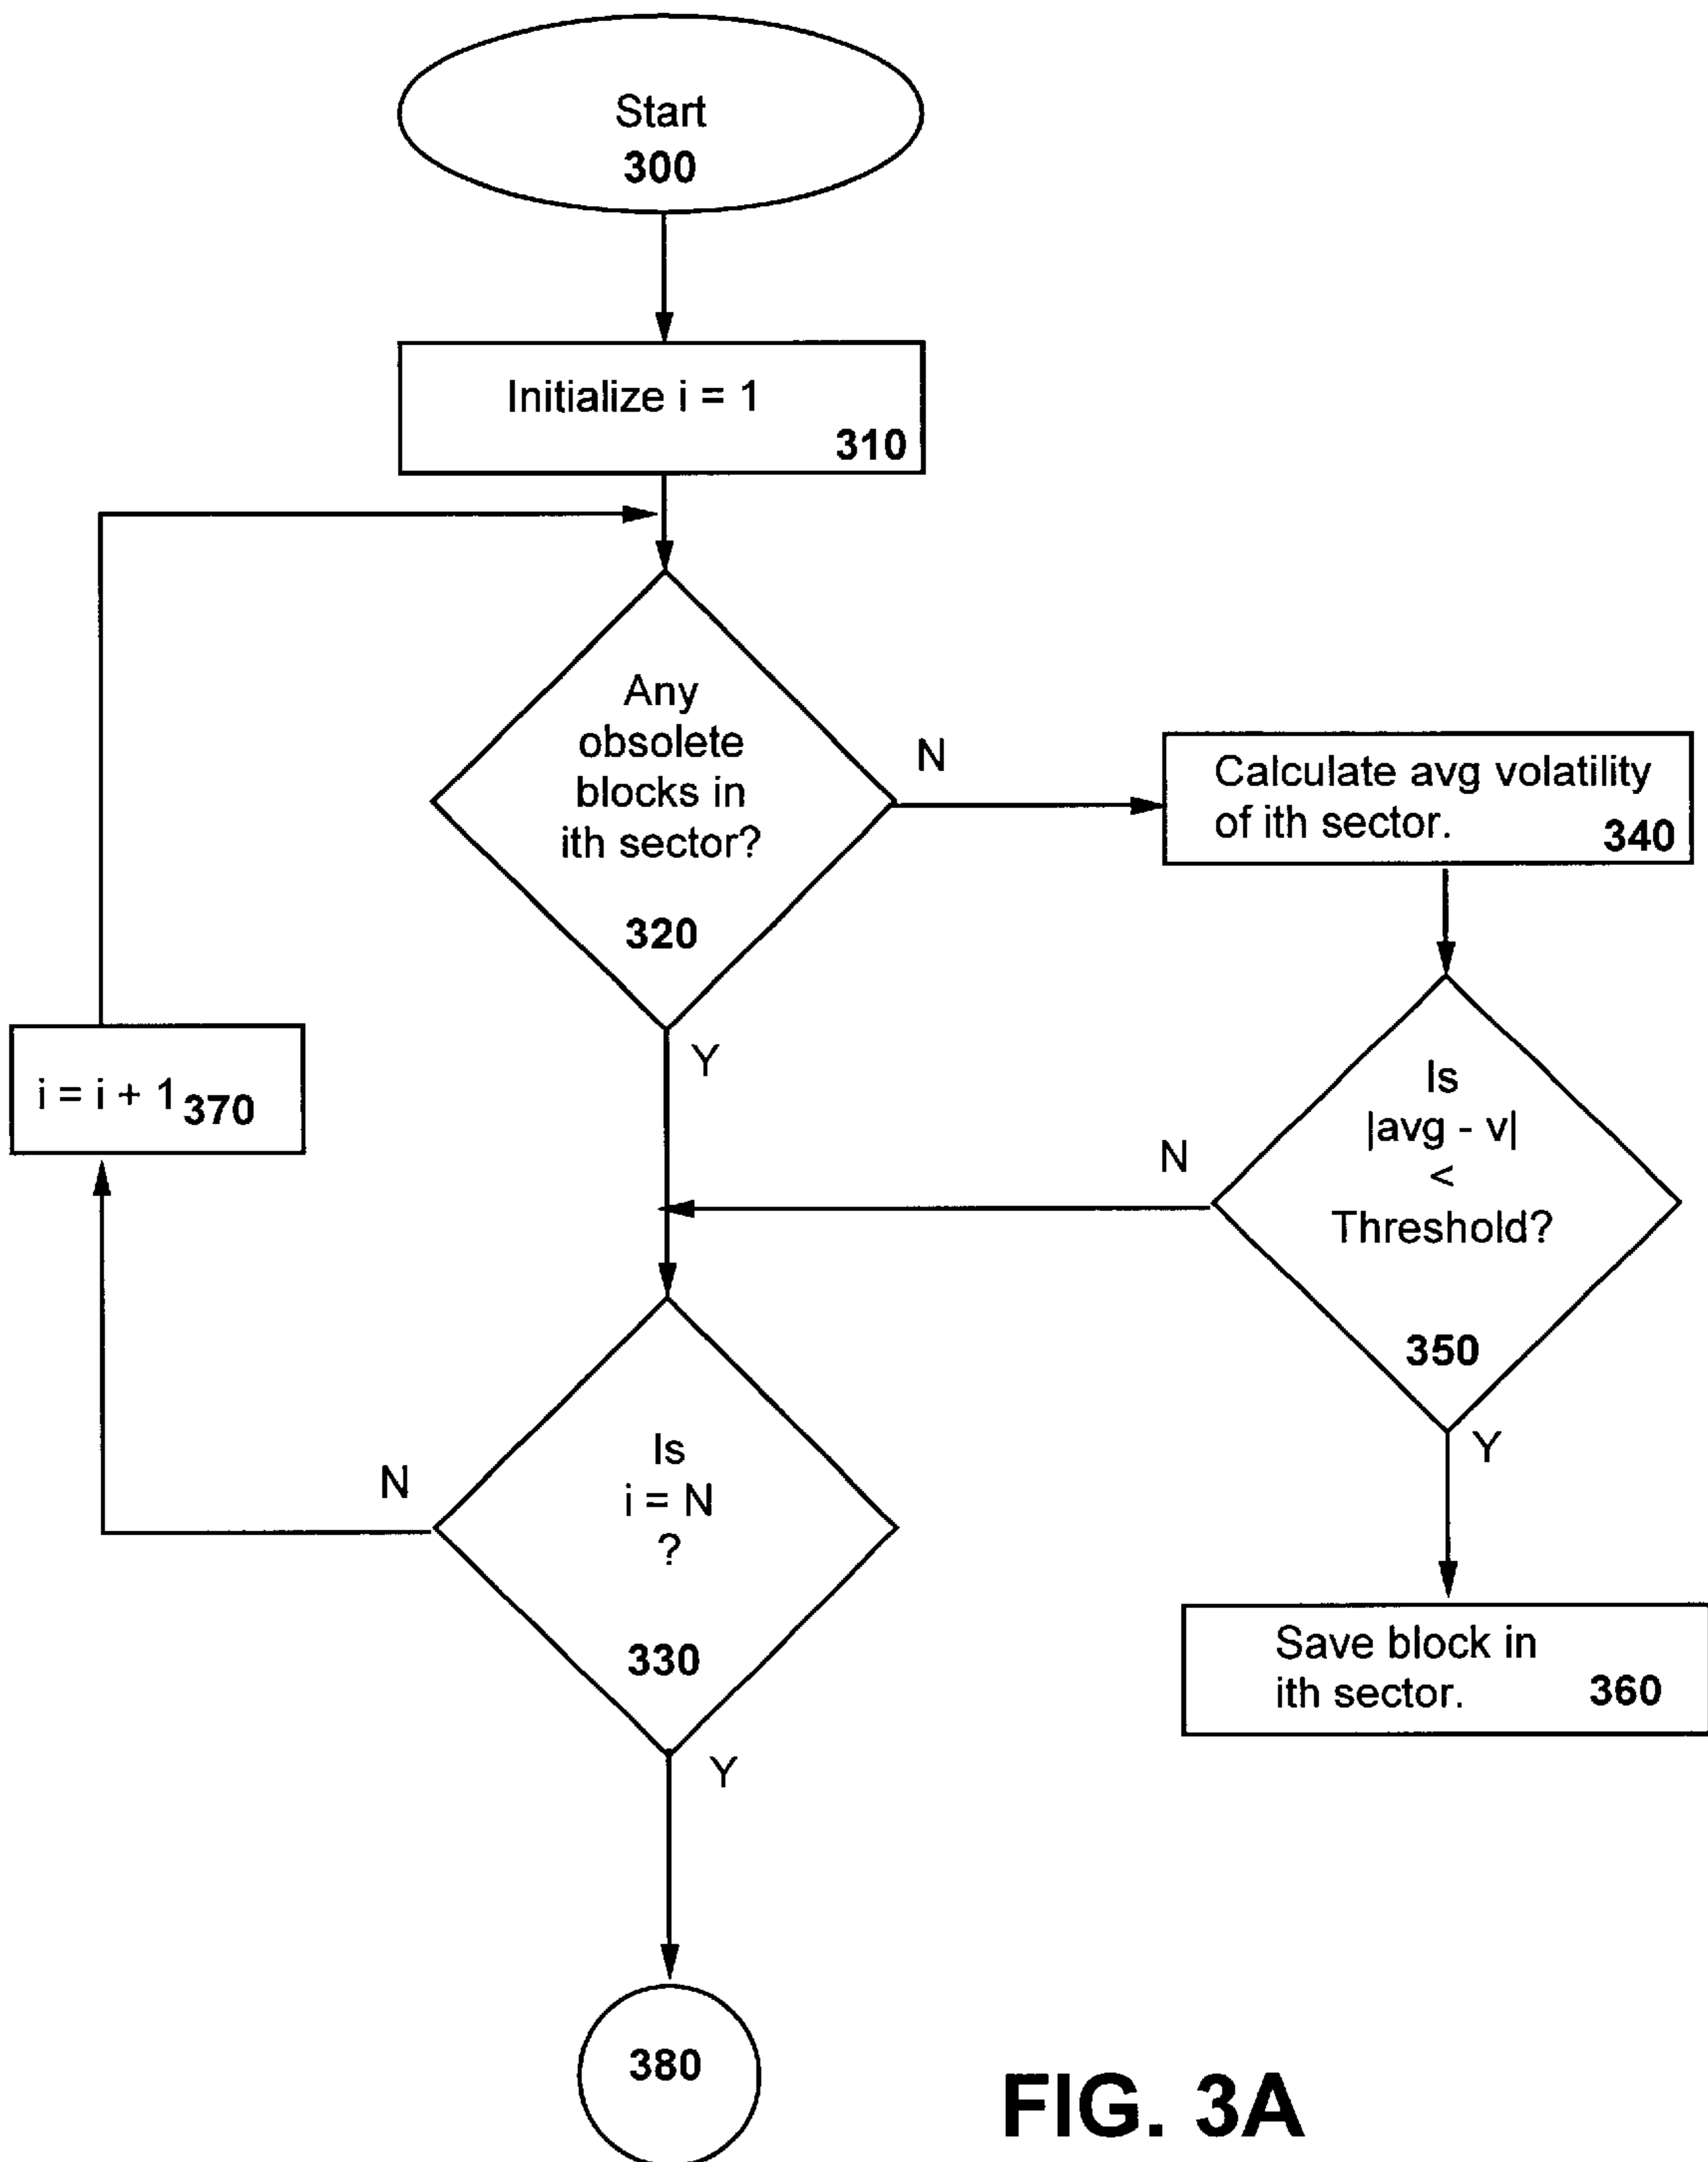 Start
300
Initialize i = 1
310
Any
obsolete
blocks in
ith sector?
320
N
Calculate avg volatility
of ith sector.
340
Y
i = i + 1
370
Is
|avg - v|
<
Threshold?
350
N
Y
Is
i = N
?
330
N
Save block in
ith sector.
360
Y
380
FIG. 3A